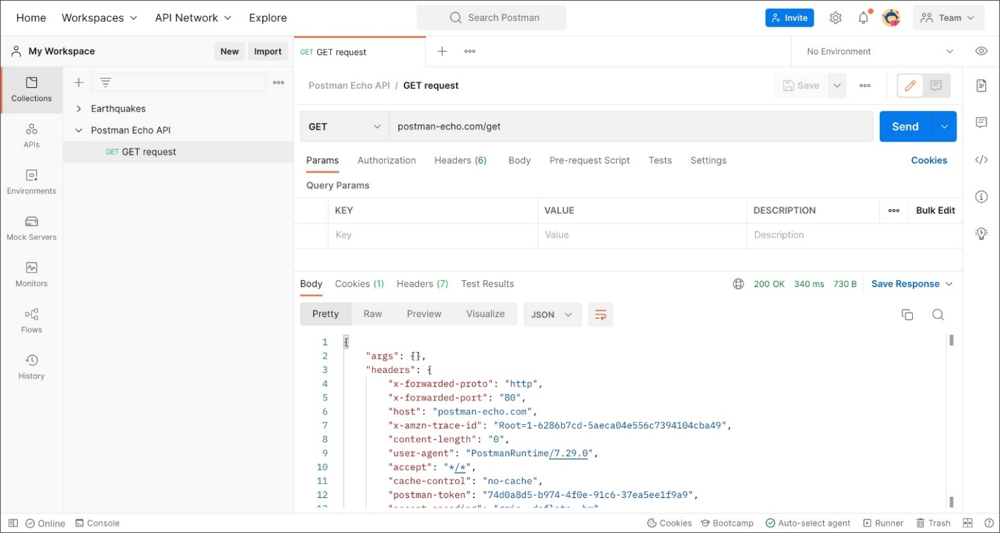 Home Workspaces API Network Explore Search Postman Invite Team
My Workspace New Import GET GET request No Environment
Collections
APIs
Environments
Mock Servers
Monitors
Flows
History
Earthquakes
Postman Echo API
GET GET request
Postman Echo API / GET request Save
GET postman-echo.com/get Send
Params Authorization Headers (6) Body Pre-request Script Tests Settings Cookies
Query Params
KEY VALUE DESCRIPTION Bulk Edit
Key Value Description
Body Cookies (1) Headers (7) Test Results 200 OK 340 ms 730 B Save Response
Pretty Raw Preview Visualize JSON
1 {
2 "args": {},
3 "headers": {
4 "x-forwarded-proto": "http",
5 "x-forwarded-port": "80",
6 "host": "postman-echo.com",
7 "x-amzn-trace-id": "Root=1-6286b7cd-5aeca04e556c7394104cba49",
8 "content-length": "0",
9 "user-agent": "PostmanRuntime/7.29.0",
10 "accept": "*/*",
11 "cache-control": "no-cache",
12 "postman-token": "74d0a8d5-b974-4f0e-91c6-37ea5ee1f9a9",
Online Console Cookies Bootcamp Auto-select agent Runner Trash